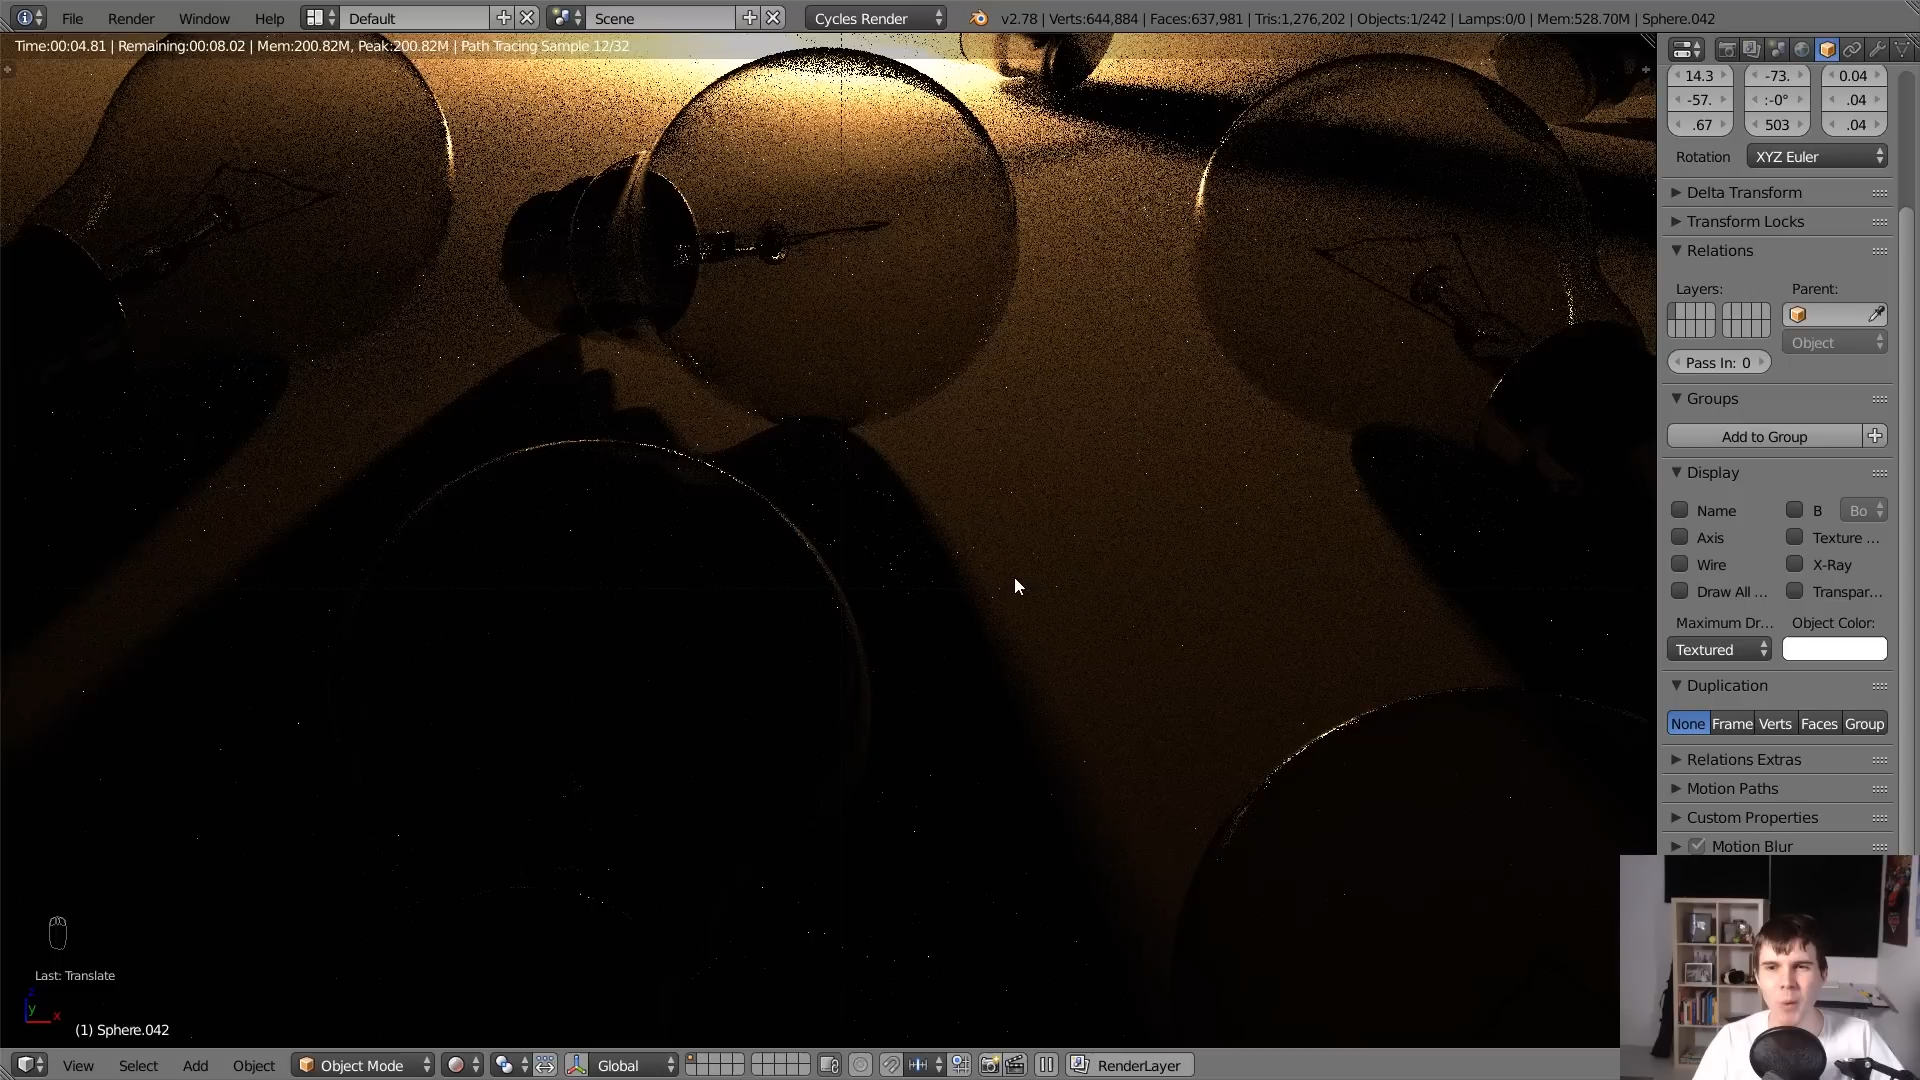 File Render Window Help Default Scene Cycles Render v2.78 | Verts:644,884 | Faces:637,981 | Tris:1,276,202 | Objects:1/242 | Lamps:0/0 | Mem:528.70M | Sphere.042
Time:00:04.81 | Remaining:00:08.02 | Mem:200.82M, Peak:200.82M | Path Tracing Sample 12/32
14.3 -73. 0.04
-57. :-0° .04
.67 503 .04
Rotation XYZ Euler
Delta Transform
Transform Locks
Relations
Layers: Parent:
Object
Pass In: 0
Groups
Add to Group
Display
Name B Bo
Axis Texture ...
Wire X-Ray
Draw All ... Transpar...
Maximum Dr... Object Color:
Textured
Duplication
None Frame Verts Faces Group
Relations Extras
Motion Paths
Custom Properties
Motion Blur
Last: Translate
z
y
x
(1) Sphere.042
View Select Add Object Object Mode Global RenderLayer